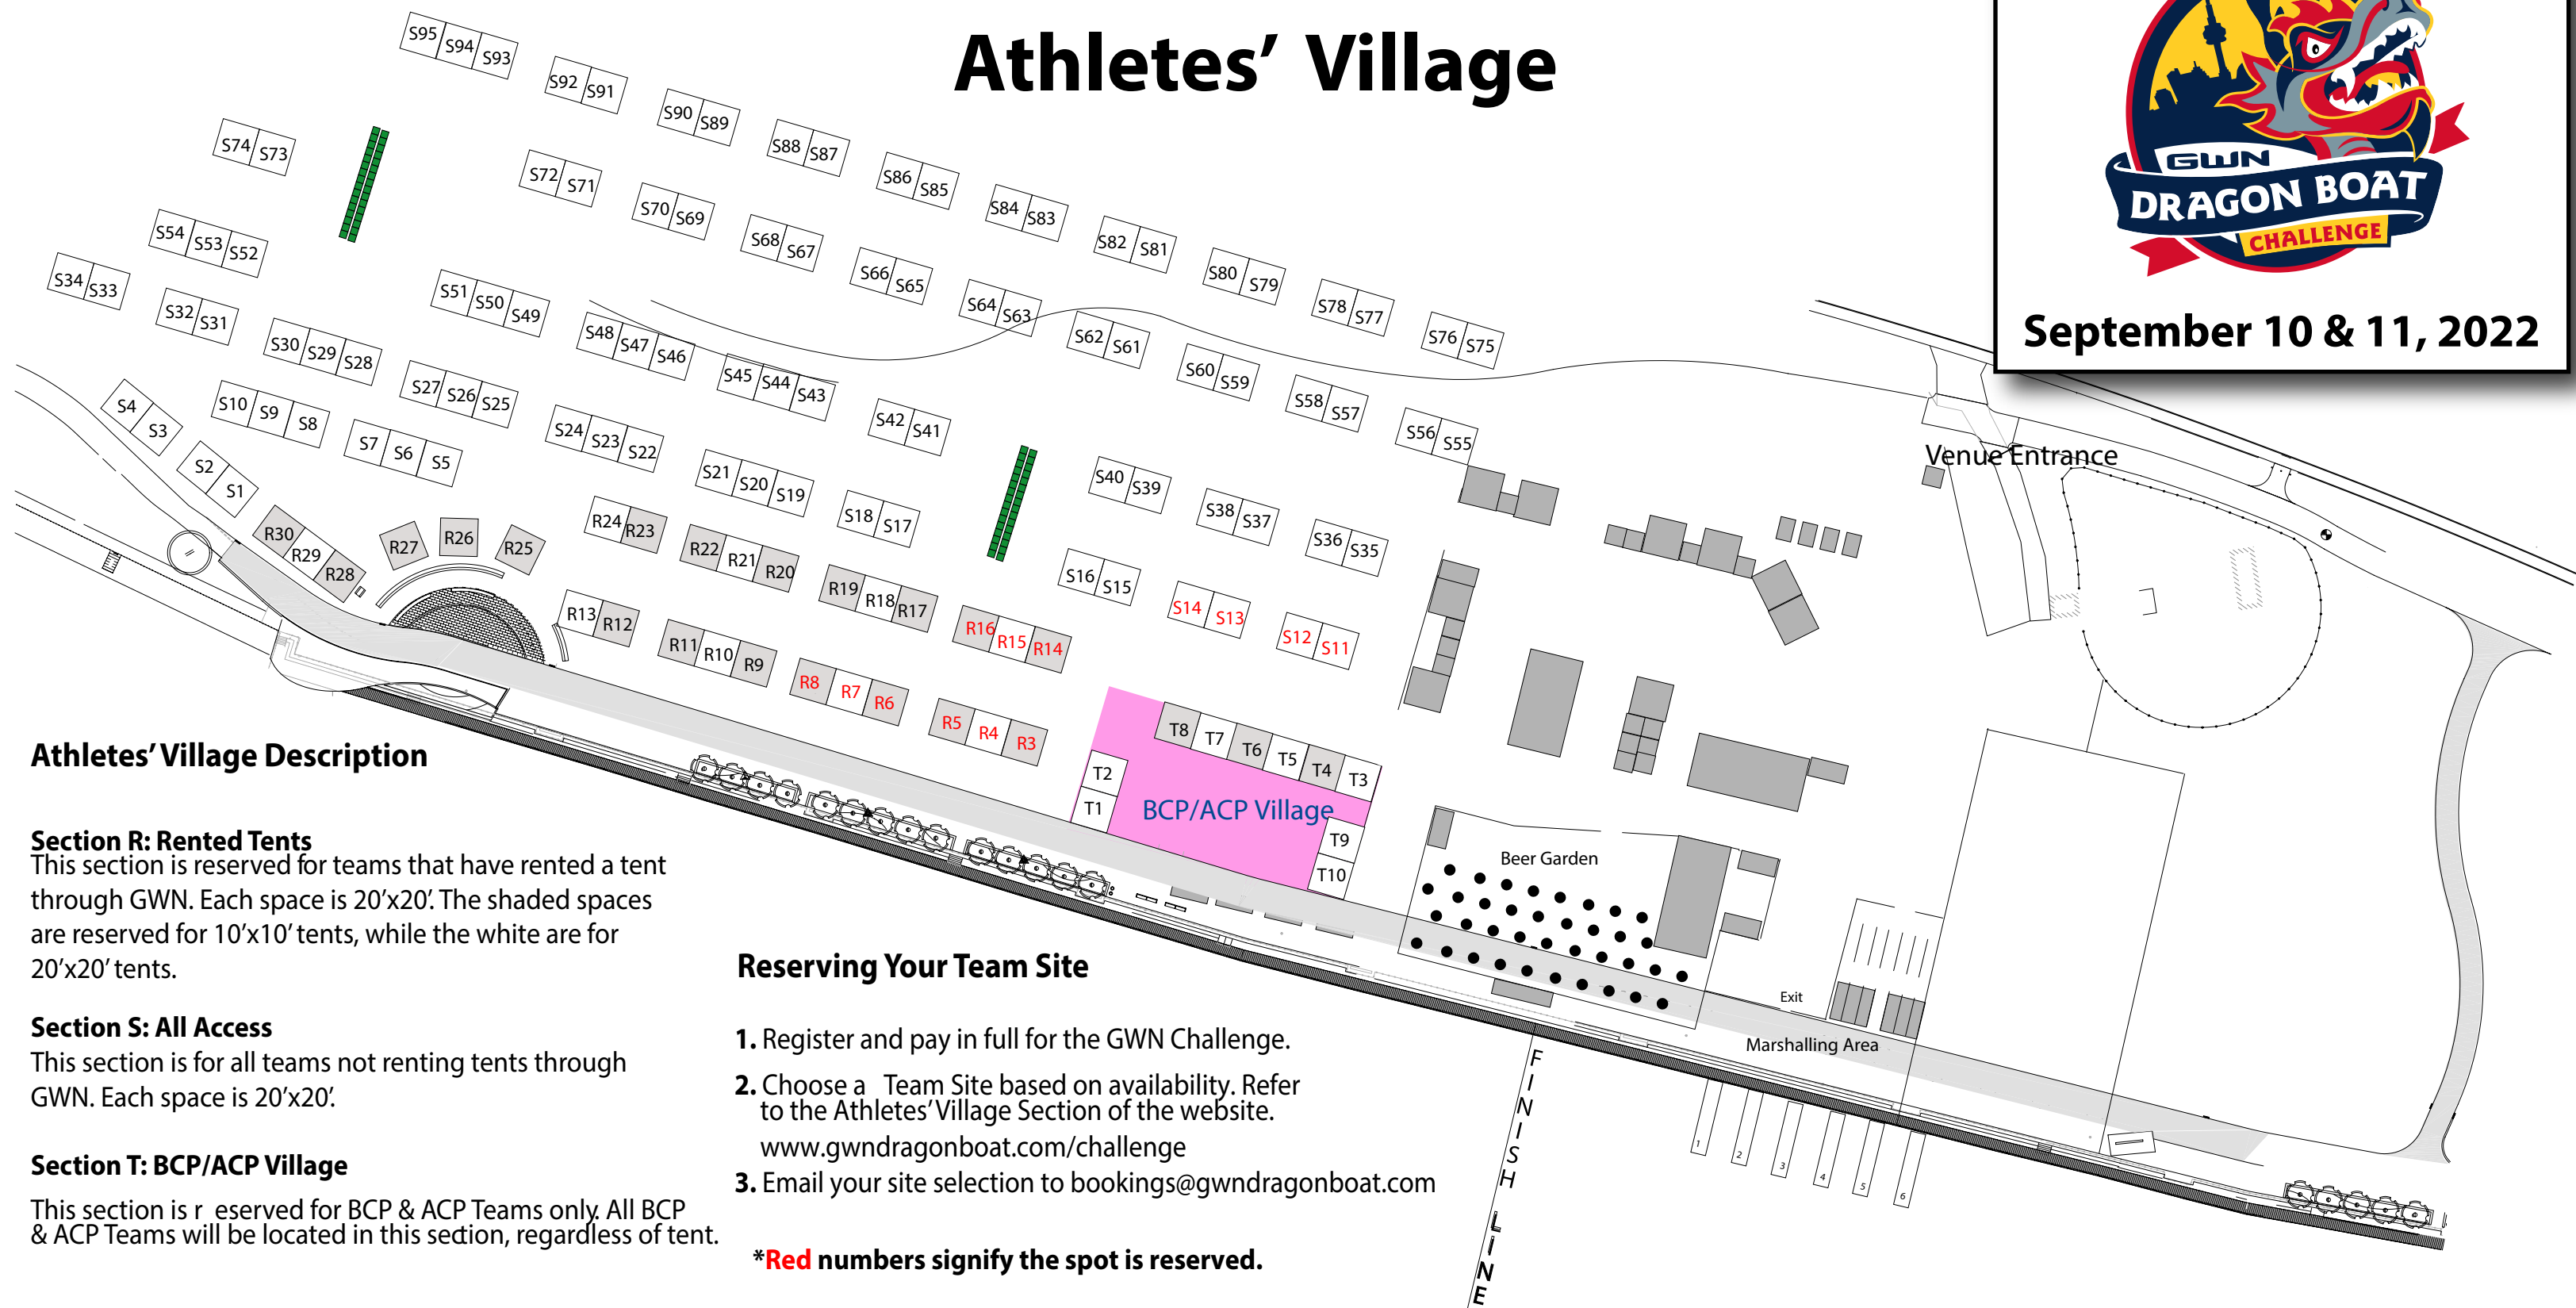 Athletes’ Village
GWN
DRAGON BOAT
CHALLENGE
September 10 & 11, 2022
S95 S94 S93
S92 S91
S90 S89
S88 S87
S86 S85
S84 S83
S82 S81
S80 S79
S78 S77
S76 S75
S74 S73
S72 S71
S70 S69
S68 S67
S66 S65
S64 S63
S62 S61
S60 S59
S58 S57
S56 S55
S54 S53 S52
S51 S50 S49
S48 S47 S46
S45 S44 S43
S42 S41
S40 S39
S38 S37
S36 S35
S34 S33
S32 S31
S30 S29 S28
S27 S26 S25
S24 S23 S22
S21 S20 S19
S18 S17
S16 S15
S14 S13
S12 S11
S10 S9 S8
S7 S6 S5
S4 S3
S2 S1
R30 R29 R28
R27
R26
R25
R24 R23
R22 R21 R20
R19 R18 R17
R16 R15 R14
R13 R12
R11 R10 R9
R8 R7 R6
R5 R4 R3
T8 T7 T6 T5 T4 T3
T2
T1
BCP/ACP Village
T9
T10
Venue Entrance
Beer Garden
Exit
Marshalling Area
1 2 3 4 5 6
FINISH LINE
Athletes’ Village Description
Section R: Rented Tents
This section is reserved for teams that have rented a tent
through GWN. Each space is 20’x20’. The shaded spaces
are reserved for 10’x10’ tents, while the white are for
20’x20’ tents.
Section S: All Access
This section is for all teams not renting tents through
GWN. Each space is 20’x20’.
Section T: BCP/ACP Village
This section is r eserved for BCP & ACP Teams only. All BCP
& ACP Teams will be located in this section, regardless of tent.
Reserving Your Team Site
1. Register and pay in full for the GWN Challenge.
2. Choose a Team Site based on availability. Refer
to the Athletes’ Village Section of the website.
www.gwndragonboat.com/challenge
3. Email your site selection to bookings@gwndragonboat.com
*Red numbers signify the spot is reserved.